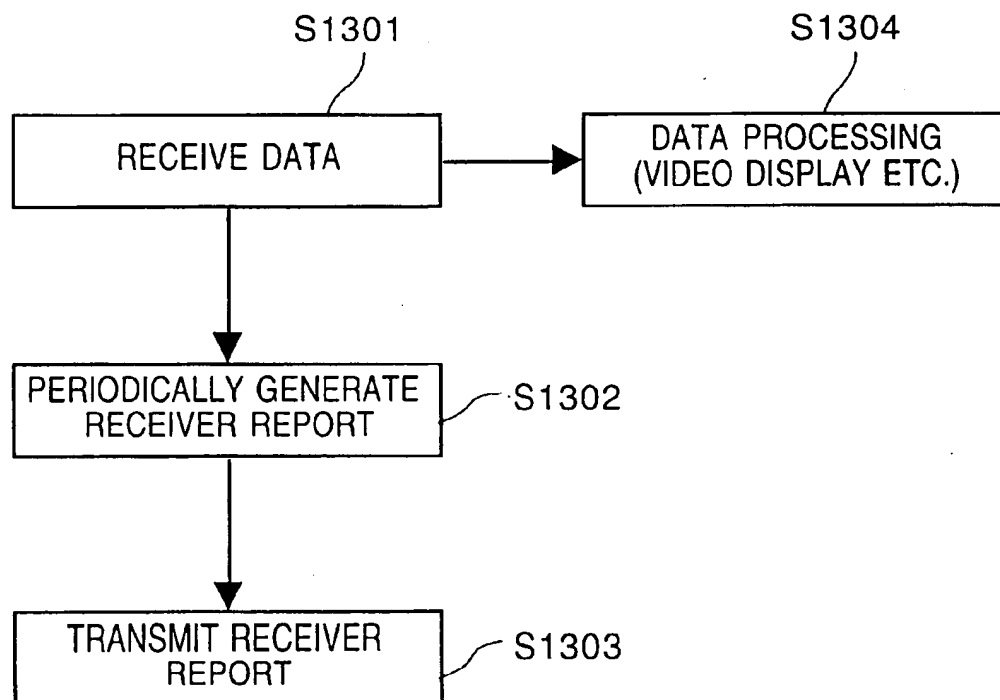 S1301
S1304
RECEIVE DATA
DATA PROCESSING
(VIDEO DISPLAY ETC.)
PERIODICALLY GENERATE
RECEIVER REPORT
S1302
TRANSMIT RECEIVER
REPORT
S1303